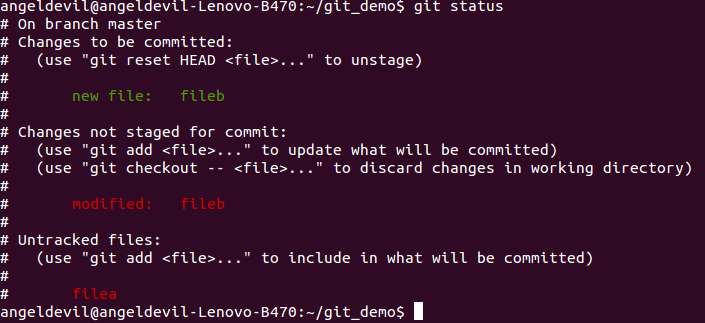 angeldevil@angeldevil-Lenovo-B470:~/git_demo$ git status
# On branch master
# Changes to be committed:
#   (use "git reset HEAD <file>..." to unstage)
#
#       new file:   fileb
#
# Changes not staged for commit:
#   (use "git add <file>..." to update what will be committed)
#   (use "git checkout -- <file>..." to discard changes in working directory)
#
#       modified:   fileb
#
# Untracked files:
#   (use "git add <file>..." to include in what will be committed)
#
#       filea
angeldevil@angeldevil-Lenovo-B470:~/git_demo$